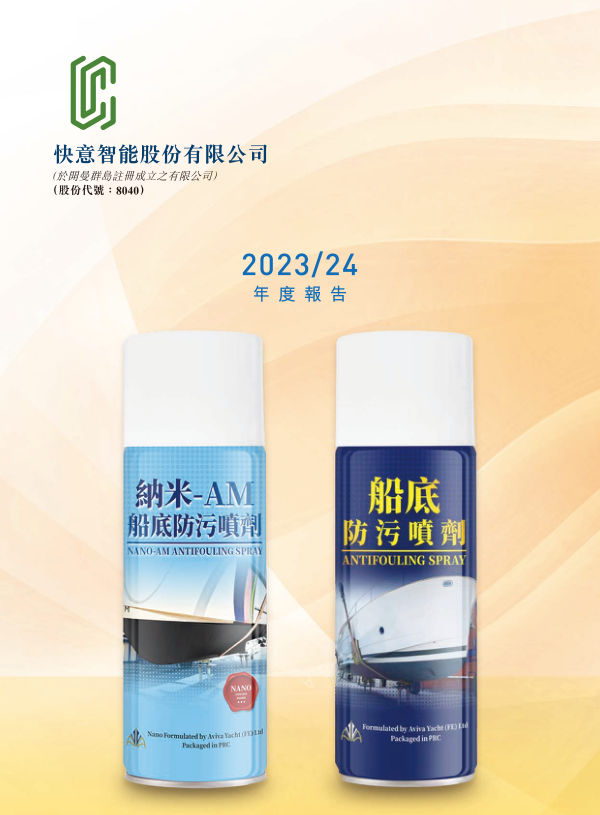 快意智能股份有限公司
(於開曼群島註冊成立之有限公司)
(股份代號：8040)
2023/24
年度報告
納米-AM
船底防污噴劑
NANO-AM ANTIFOULING SPRAY
NANO
Nano Formulated by Aviva Yacht (FE) Ltd
Packaged in PRC
船底
防污噴劑
ANTIFOULING SPRAY
Formulated by Aviva Yacht (FE) Ltd
Packaged in PRC